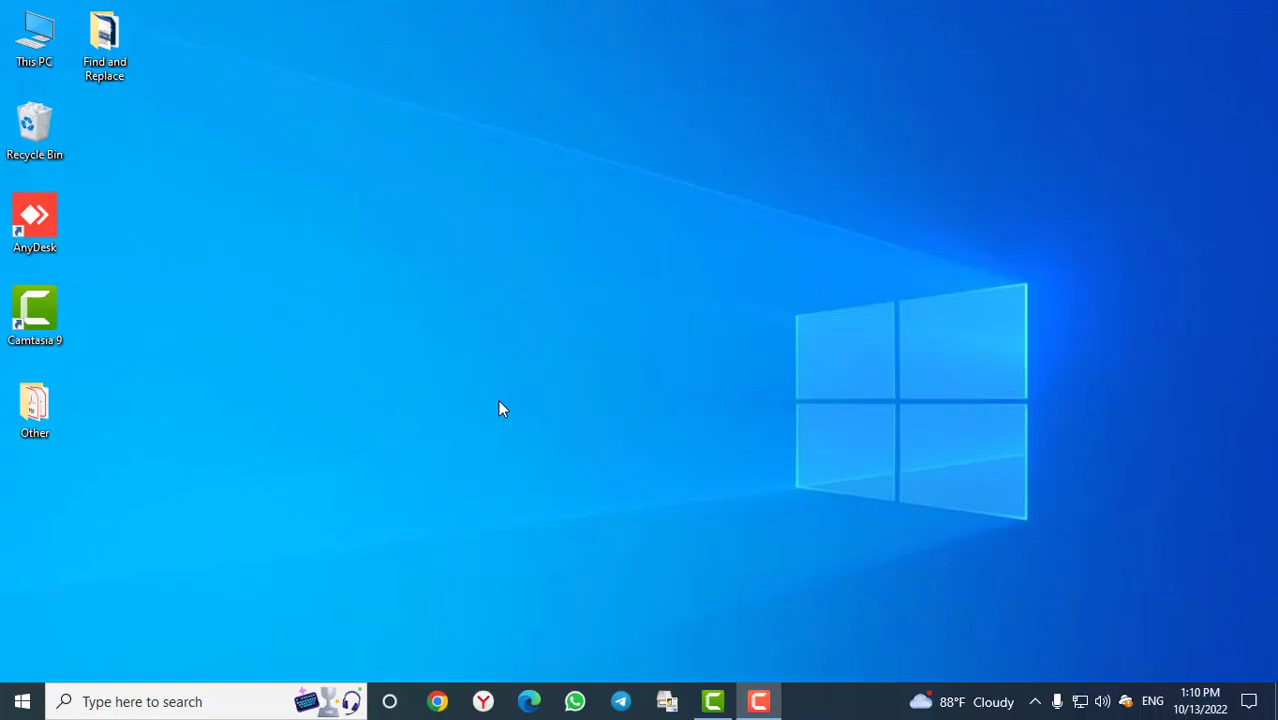 This PC
Find and
Replace
Recycle Bin
AnyDesk
Camtasia 9
Other
Type here to search
88°F Cloudy
ENG
1:10 PM
10/13/2022